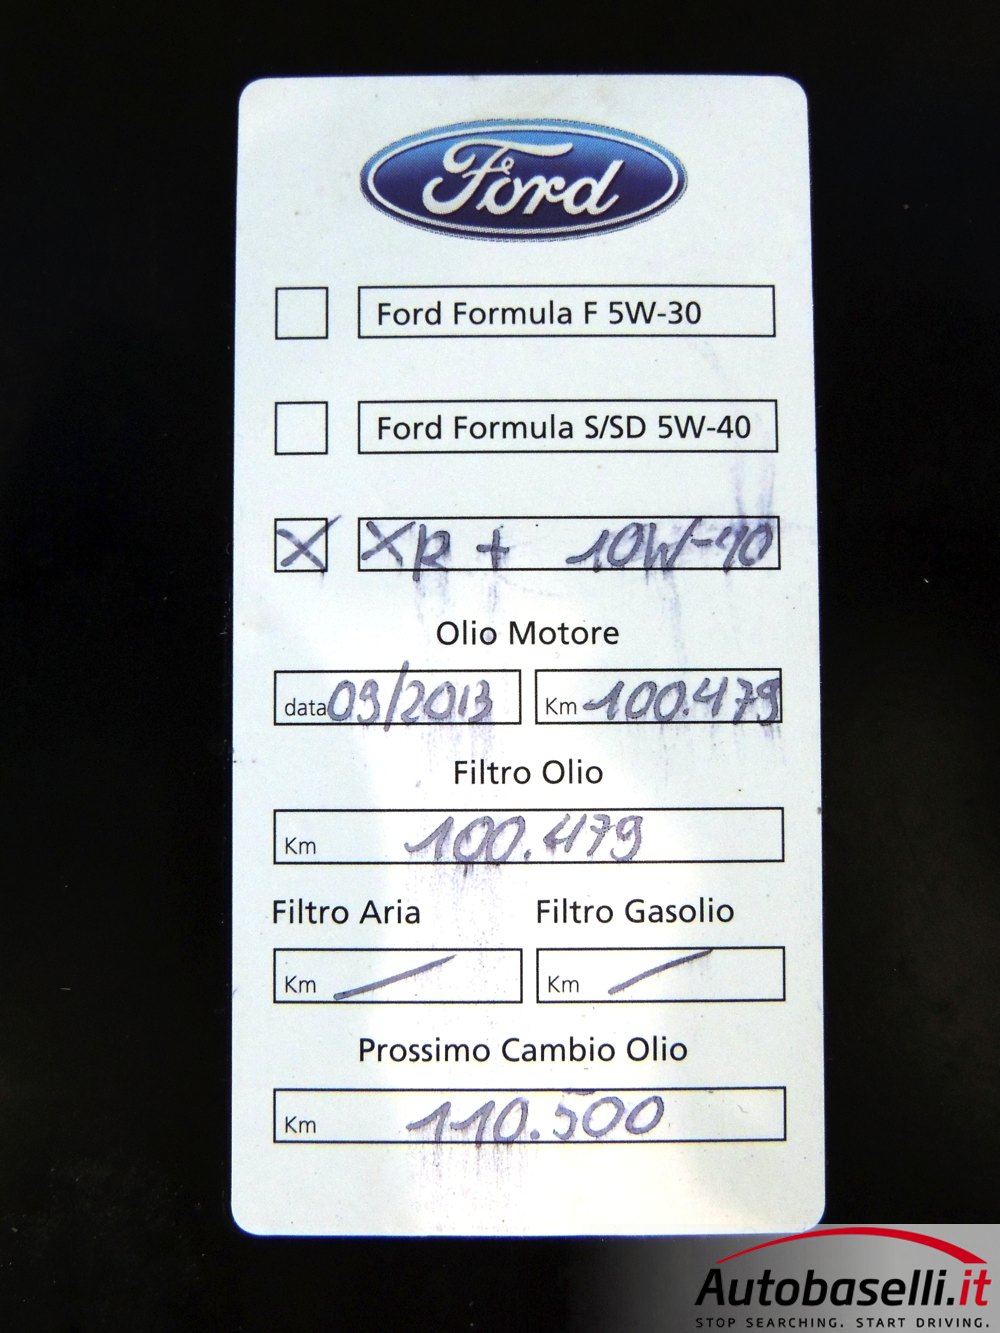 Ford
Ford Formula F 5W-30
Ford Formula S/SD 5W-40
X XR + 10W-40
Olio Motore
data 09/2013 Km 100.479
Filtro Olio
Km 100.479
Filtro Aria Filtro Gasolio
Km / Km /
Prossimo Cambio Olio
Km 110.500
Autobaselli.it
STOP SEARCHING. START DRIVING.